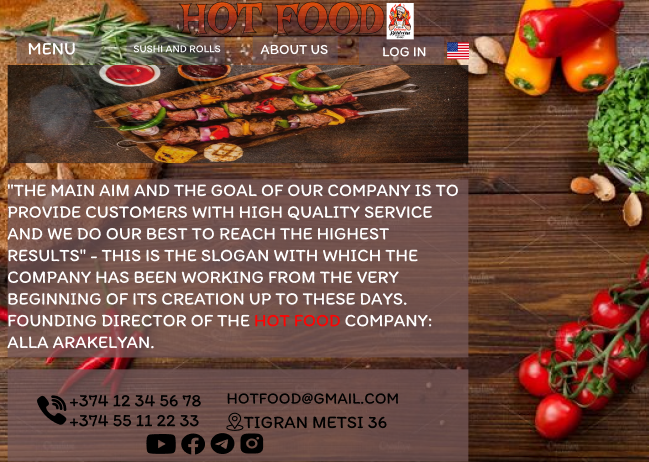 HOT FOOD
MENU
SUSHI AND ROLLS
ABOUT US
LOG IN
"THE MAIN AIM AND THE GOAL OF OUR COMPANY IS TO
PROVIDE CUSTOMERS WITH HIGH QUALITY SERVICE
AND WE DO OUR BEST TO REACH THE HIGHEST
RESULTS" - THIS IS THE SLOGAN WITH WHICH THE
COMPANY HAS BEEN WORKING FROM THE VERY
BEGINNING OF ITS CREATION UP TO THESE DAYS.
FOUNDING DIRECTOR OF THE HOT FOOD COMPANY:
ALLA ARAKELYAN.
+374 12 34 56 78
+374 55 11 22 33
HOTFOOD@GMAIL.COM
TIGRAN METSI 36